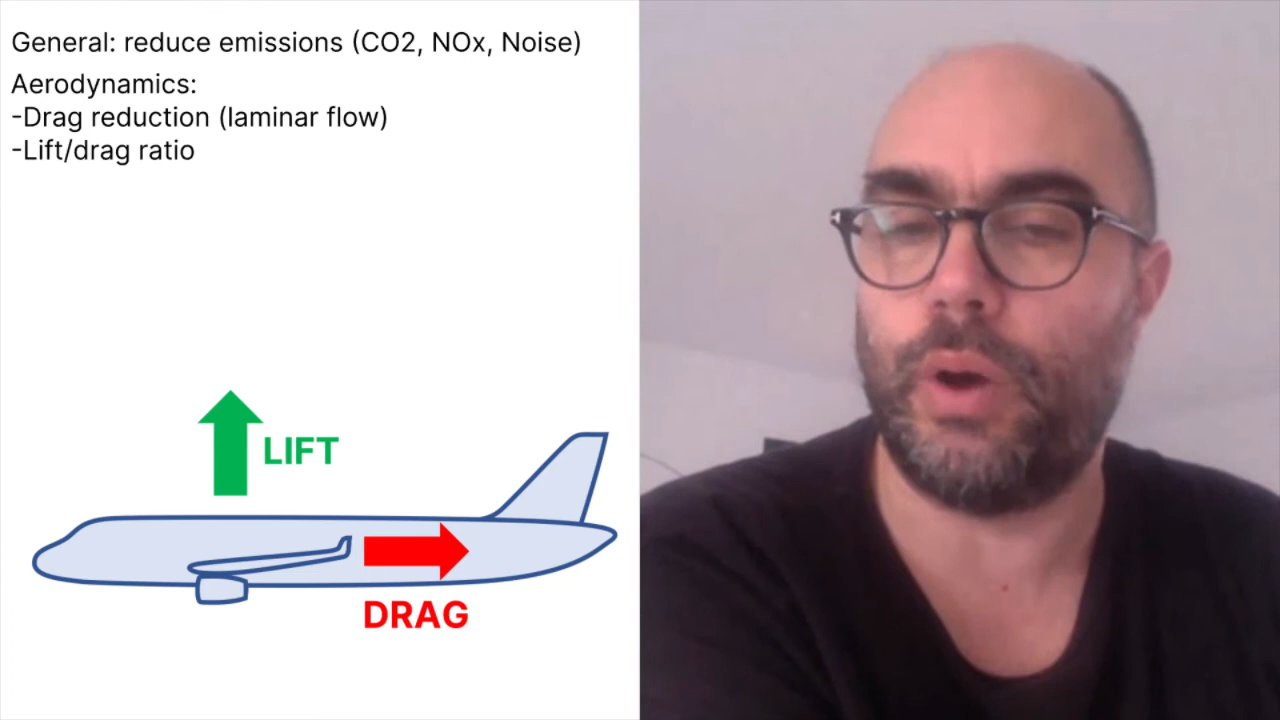 General: reduce emissions (CO2, NOx, Noise)
Aerodynamics:
-Drag reduction (laminar flow)
-Lift/drag ratio
LIFT
DRAG